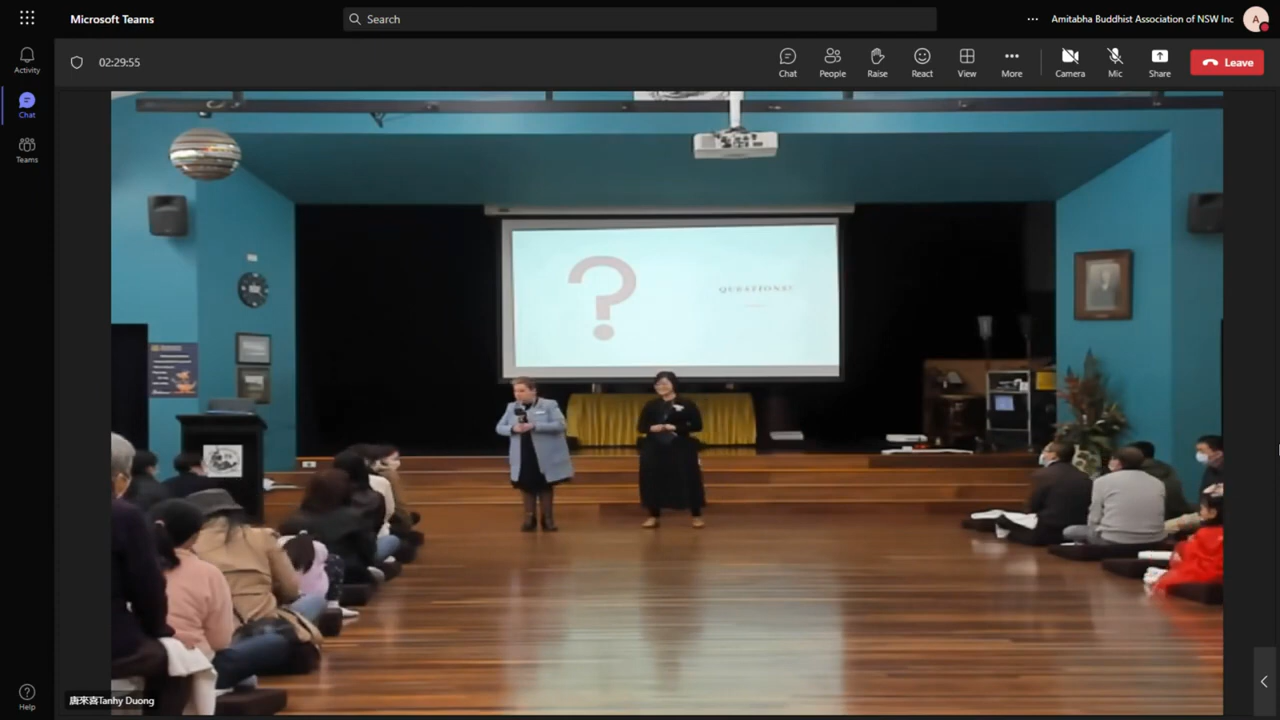 Microsoft Teams
Search
Amitabha Buddhist Association of NSW Inc
A
Activity
Chat
Teams
Help
02:29:55
Chat
People
Raise
React
View
More
Camera
Mic
Share
Leave
?
QUESTIONS?
唐來喜Tanhy Duong